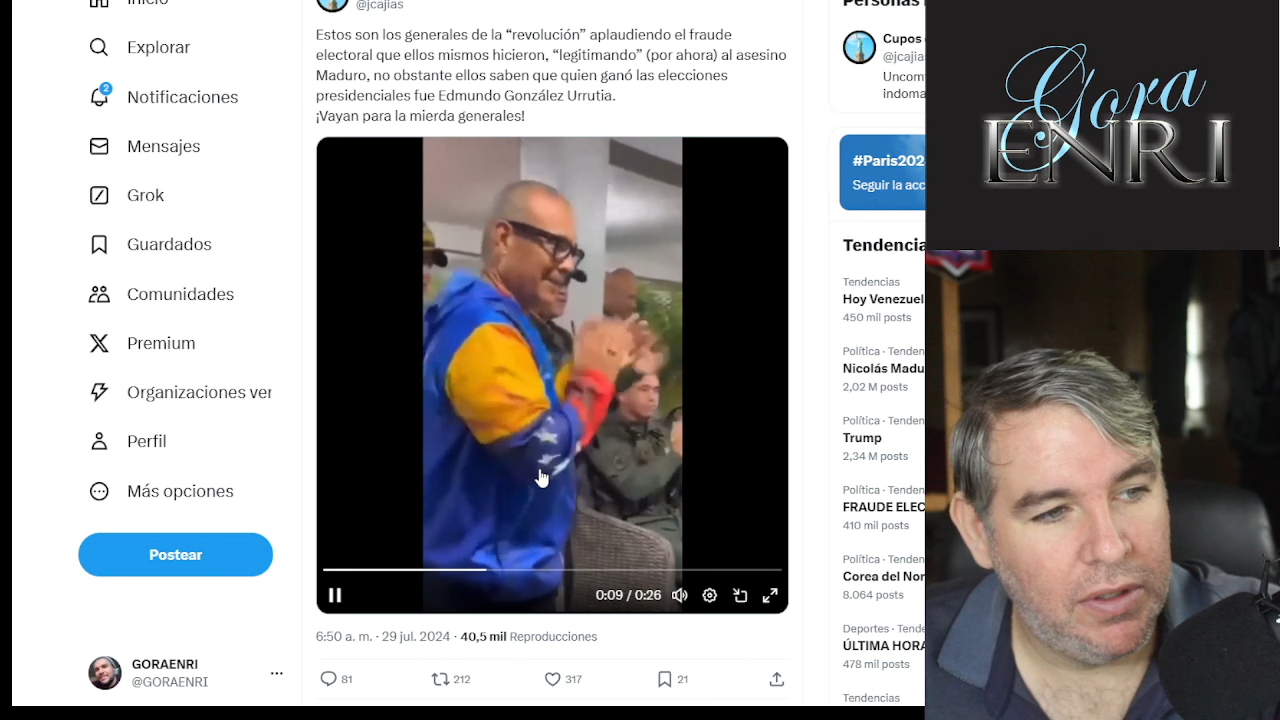 Inicio
Explorar
2
Notificaciones
Mensajes
Grok
Guardados
Comunidades
Premium
Organizaciones ver
Perfil
Más opciones
Postear
GORAENRI
@GORAENRI
@jcajias
Estos son los generales de la “revolución” aplaudiendo el fraude
electoral que ellos mismos hicieron, “legitimando” (por ahora) al asesino
Maduro, no obstante ellos saben que quien ganó las elecciones
presidenciales fue Edmundo González Urrutia.
¡Vayan para la mierda generales!
0:09 / 0:26
6:50 a. m. · 29 jul. 2024 · 40,5 mil Reproducciones
81
212
317
21
Personas
Cupos
@jcajias
Uncom
indoma
#Paris202
Seguir la acc
Tendencia
Tendencias
Hoy Venezuel
450 mil posts
Política · Tenden
Nicolás Madu
2,02 M posts
Política · Tenden
Trump
2,34 M posts
Política · Tenden
FRAUDE ELEC
410 mil posts
Política · Tenden
Corea del Nor
8.064 posts
Deportes · Tende
ÚLTIMA HORA
478 mil posts
Tendencias
Gora
ENRI